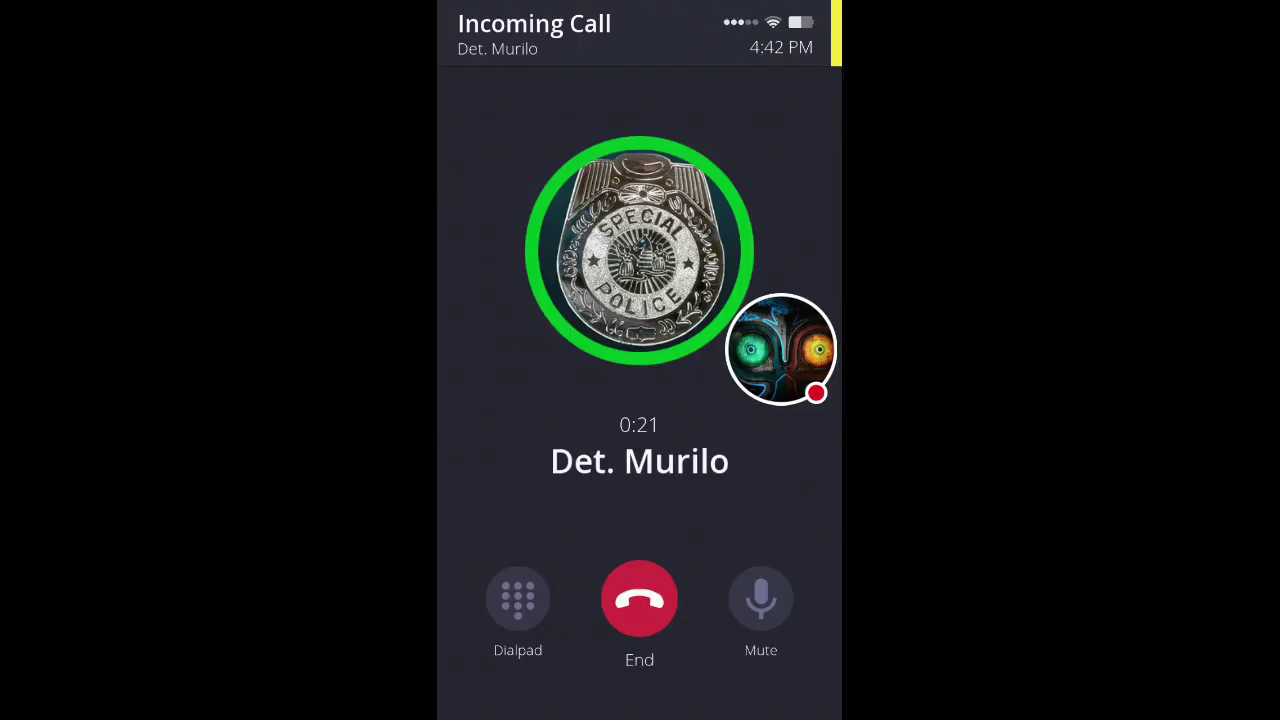 Incoming Call
Det. Murilo
4:42 PM
SPECIAL
POLICE
0:21
Det. Murilo
Dialpad
End
Mute